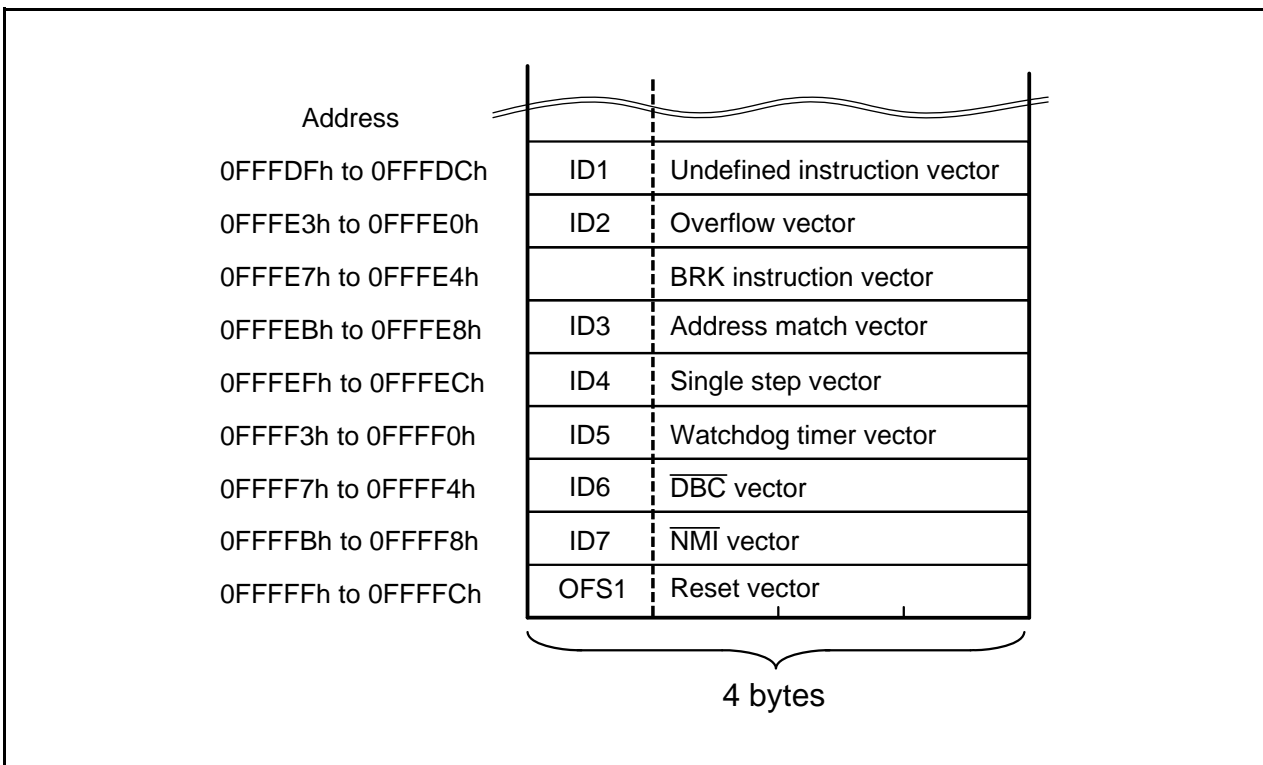 Address
0FFFDFh to 0FFFDCh ID1 Undefined instruction vector
0FFFE3h to 0FFFE0h ID2 Overflow vector
0FFFE7h to 0FFFE4h BRK instruction vector
0FFFEBh to 0FFFE8h ID3 Address match vector
0FFFEFh to 0FFFECh ID4 Single step vector
0FFFF3h to 0FFFF0h ID5 Watchdog timer vector
0FFFF7h to 0FFFF4h ID6 D̅B̅C̅ vector
0FFFFBh to 0FFFF8h ID7 N̅M̅I̅ vector
0FFFFFh to 0FFFFCh OFS1 Reset vector
4 bytes